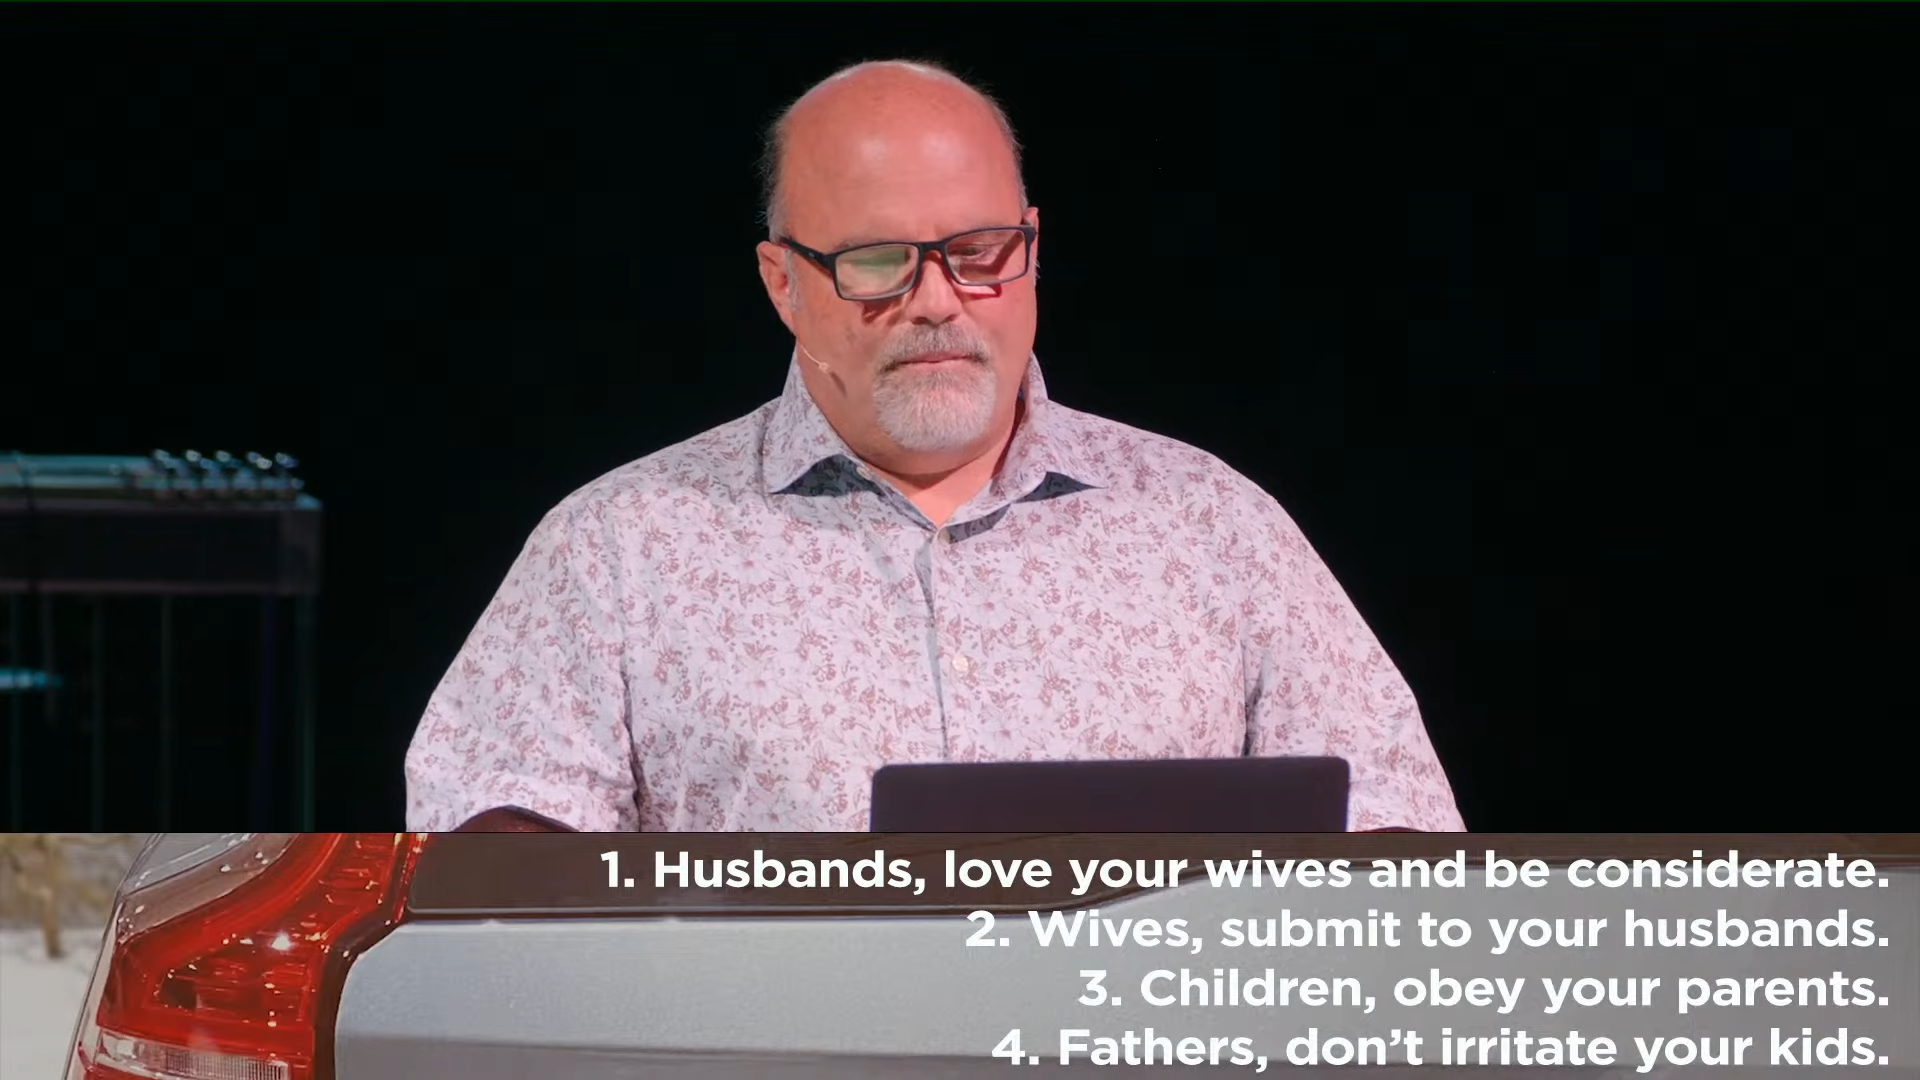 1. Husbands, love your wives and be considerate.
2. Wives, submit to your husbands.
3. Children, obey your parents.
4. Fathers, don’t irritate your kids.